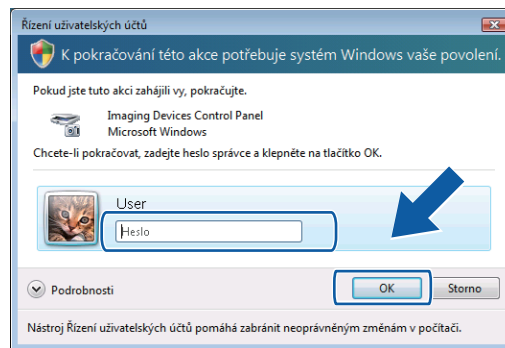 Řízení uživatelských účtů
K pokračování této akce potřebuje systém Windows vaše povolení.
Pokud jste tuto akci zahájili vy, pokračujte.
Imaging Devices Control Panel
Microsoft Windows
Chcete-li pokračovat, zadejte heslo správce a klepněte na tlačítko OK.
User
Heslo
Podrobnosti
OK
Storno
Nástroj Řízení uživatelských účtů pomáhá zabránit neoprávněným změnám v počítači.